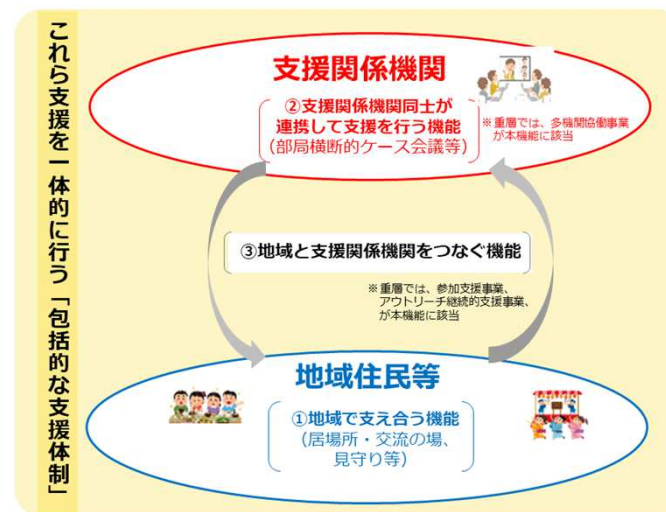 これら支援を一体的に行う「包括的な支援体制」
支援関係機関
②支援関係機関同士が
連携して支援を行う機能
(部局横断的ケース会議等)
※重層では、多機関協働事業
が本機能に該当
③地域と支援関係機関をつなぐ機能
※重層では、参加支援事業、
アウトリーチ継続的支援事業、
が本機能に該当
地域住民等
①地域で支え合う機能
(居場所・交流の場、
見守り等)